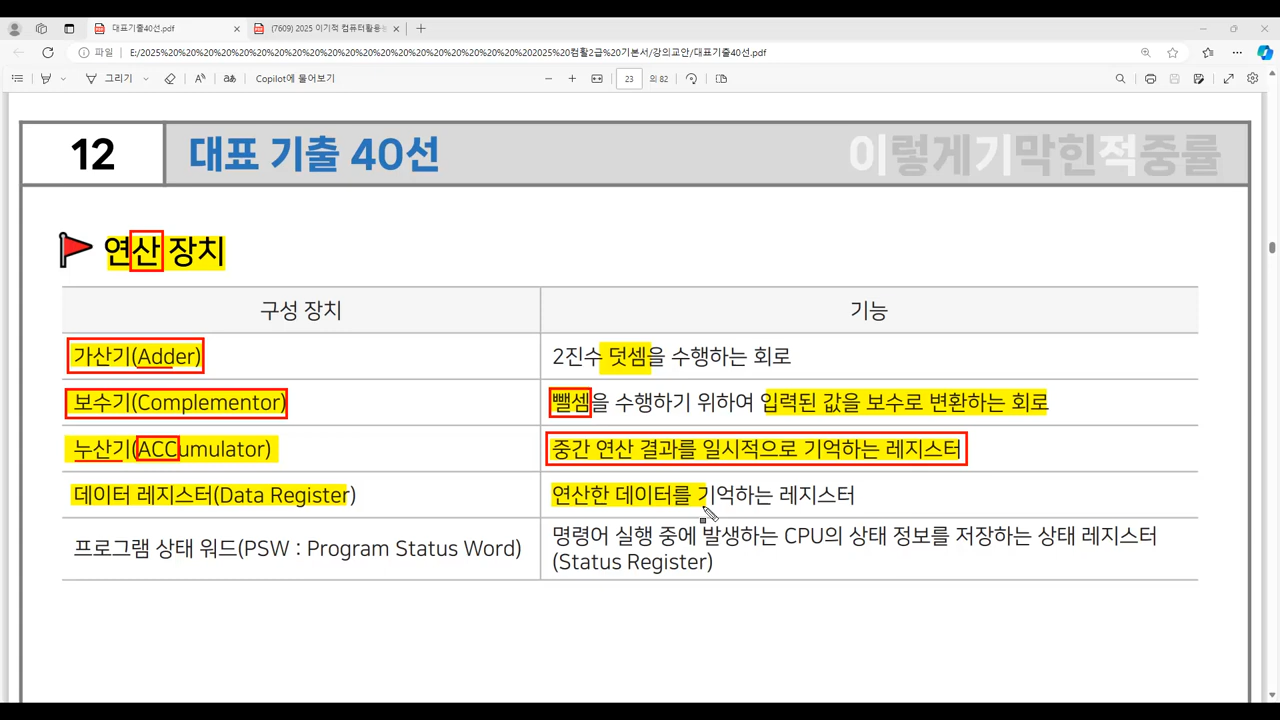 대표기출40선.pdf
(7609) 2025 이기적 컴퓨터활용능
파일
E:/2025%20%20%20%20%20%20%20%20%20%20%20%20%20%20%20%20%20%20%20%202025%20컴활2급%20기본서/강의교안/대표기출40선.pdf
그리기
aあ
Copilot에 물어보기
23
의 82
12
대표 기출 40선
이렇게기막힌적중률
연산 장치
구성 장치
기능
가산기(Adder)
2진수 덧셈을 수행하는 회로
보수기(Complementor)
뺄셈을 수행하기 위하여 입력된 값을 보수로 변환하는 회로
누산기(ACCumulator)
중간 연산 결과를 일시적으로 기억하는 레지스터
데이터 레지스터(Data Register)
연산한 데이터를 기억하는 레지스터
프로그램 상태 워드(PSW : Program Status Word)
명령어 실행 중에 발생하는 CPU의 상태 정보를 저장하는 상태 레지스터
(Status Register)